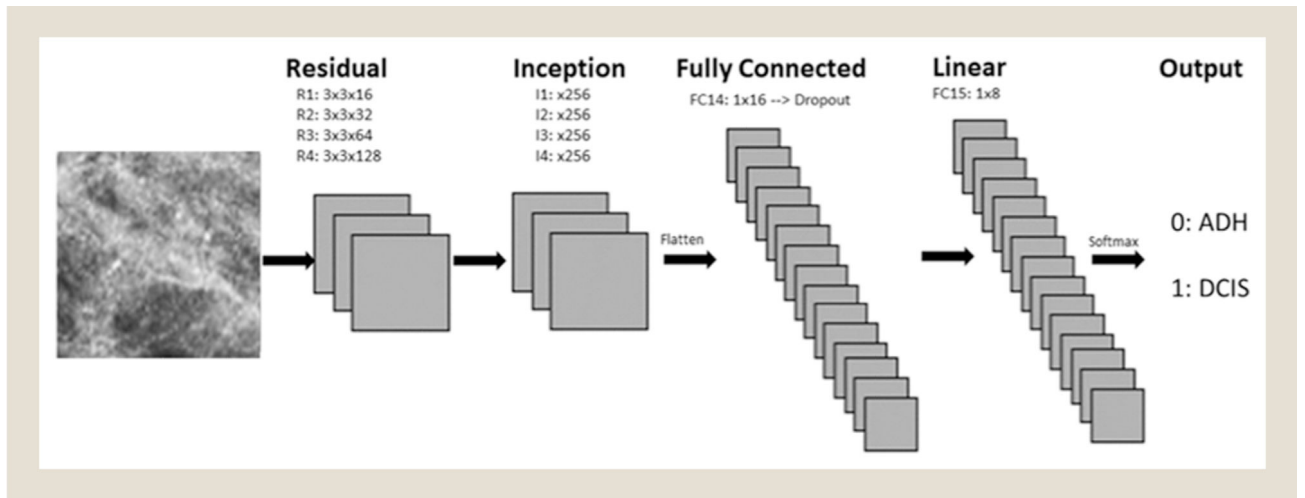 Residual
R1: 3x3x16
R2: 3x3x32
R3: 3x3x64
R4: 3x3x128
Inception
I1: x256
I2: x256
I3: x256
I4: x256
Flatten
Fully Connected
FC14: 1x16 --> Dropout
Linear
FC15: 1x8
Softmax
Output
0: ADH
1: DCIS